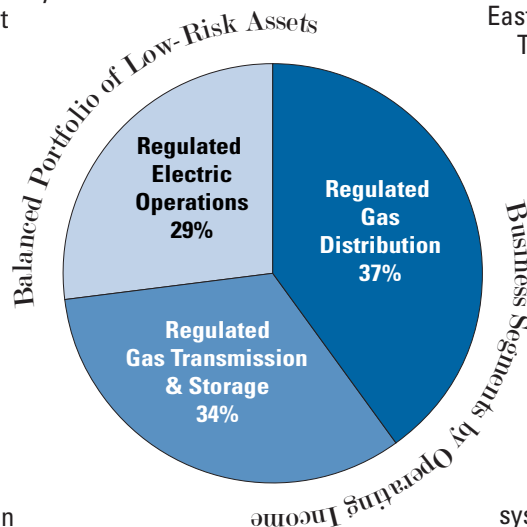 t
East
T
Balanced Portfolio of Low-Risk Assets
Regulated
Electric
Operations
29%
Regulated
Gas
Distribution
37%
Regulated
Gas Transmission
& Storage
34%
Business Segments by Operating Income
n
sys